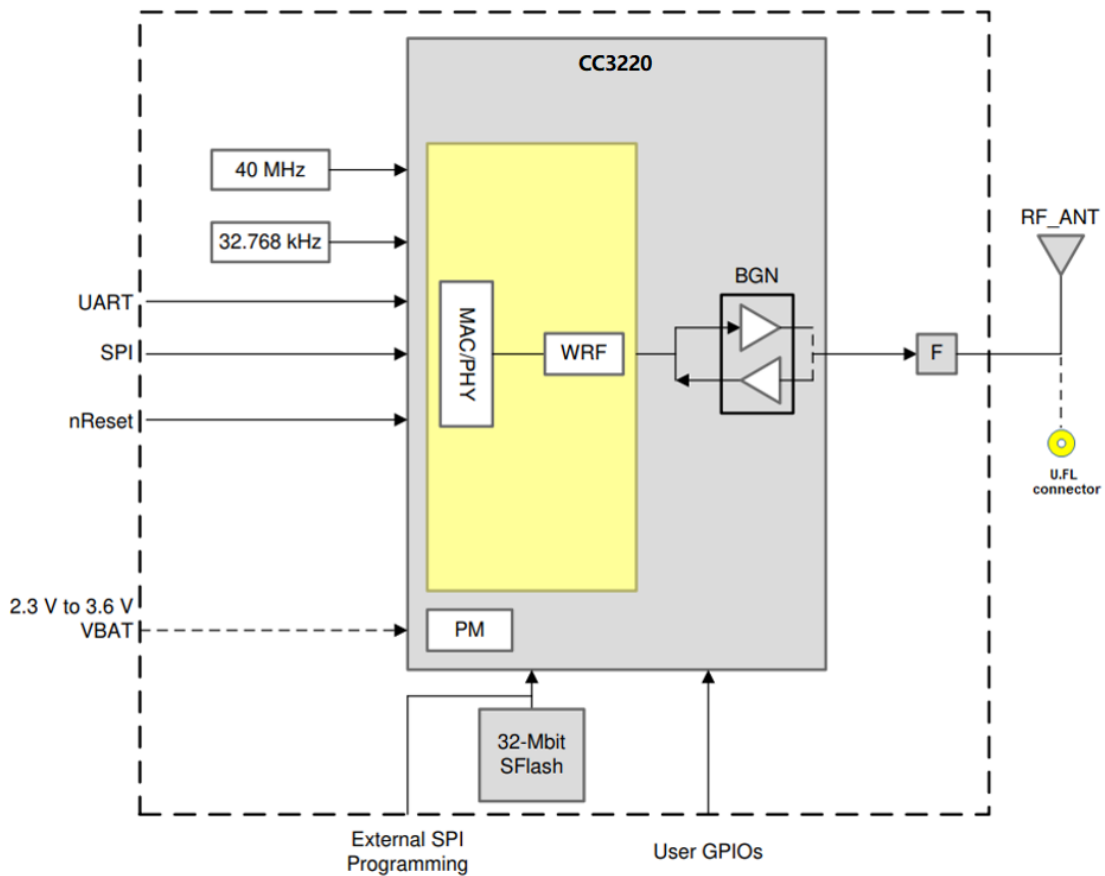 CC3220
40 MHz
32.768 kHz
UART
SPI
nReset
MAC/PHY
WRF
BGN
F
RF_ANT
U.FL
connector
2.3 V to 3.6 V
VBAT
PM
32-Mbit
SFlash
External SPI
Programming
User GPIOs